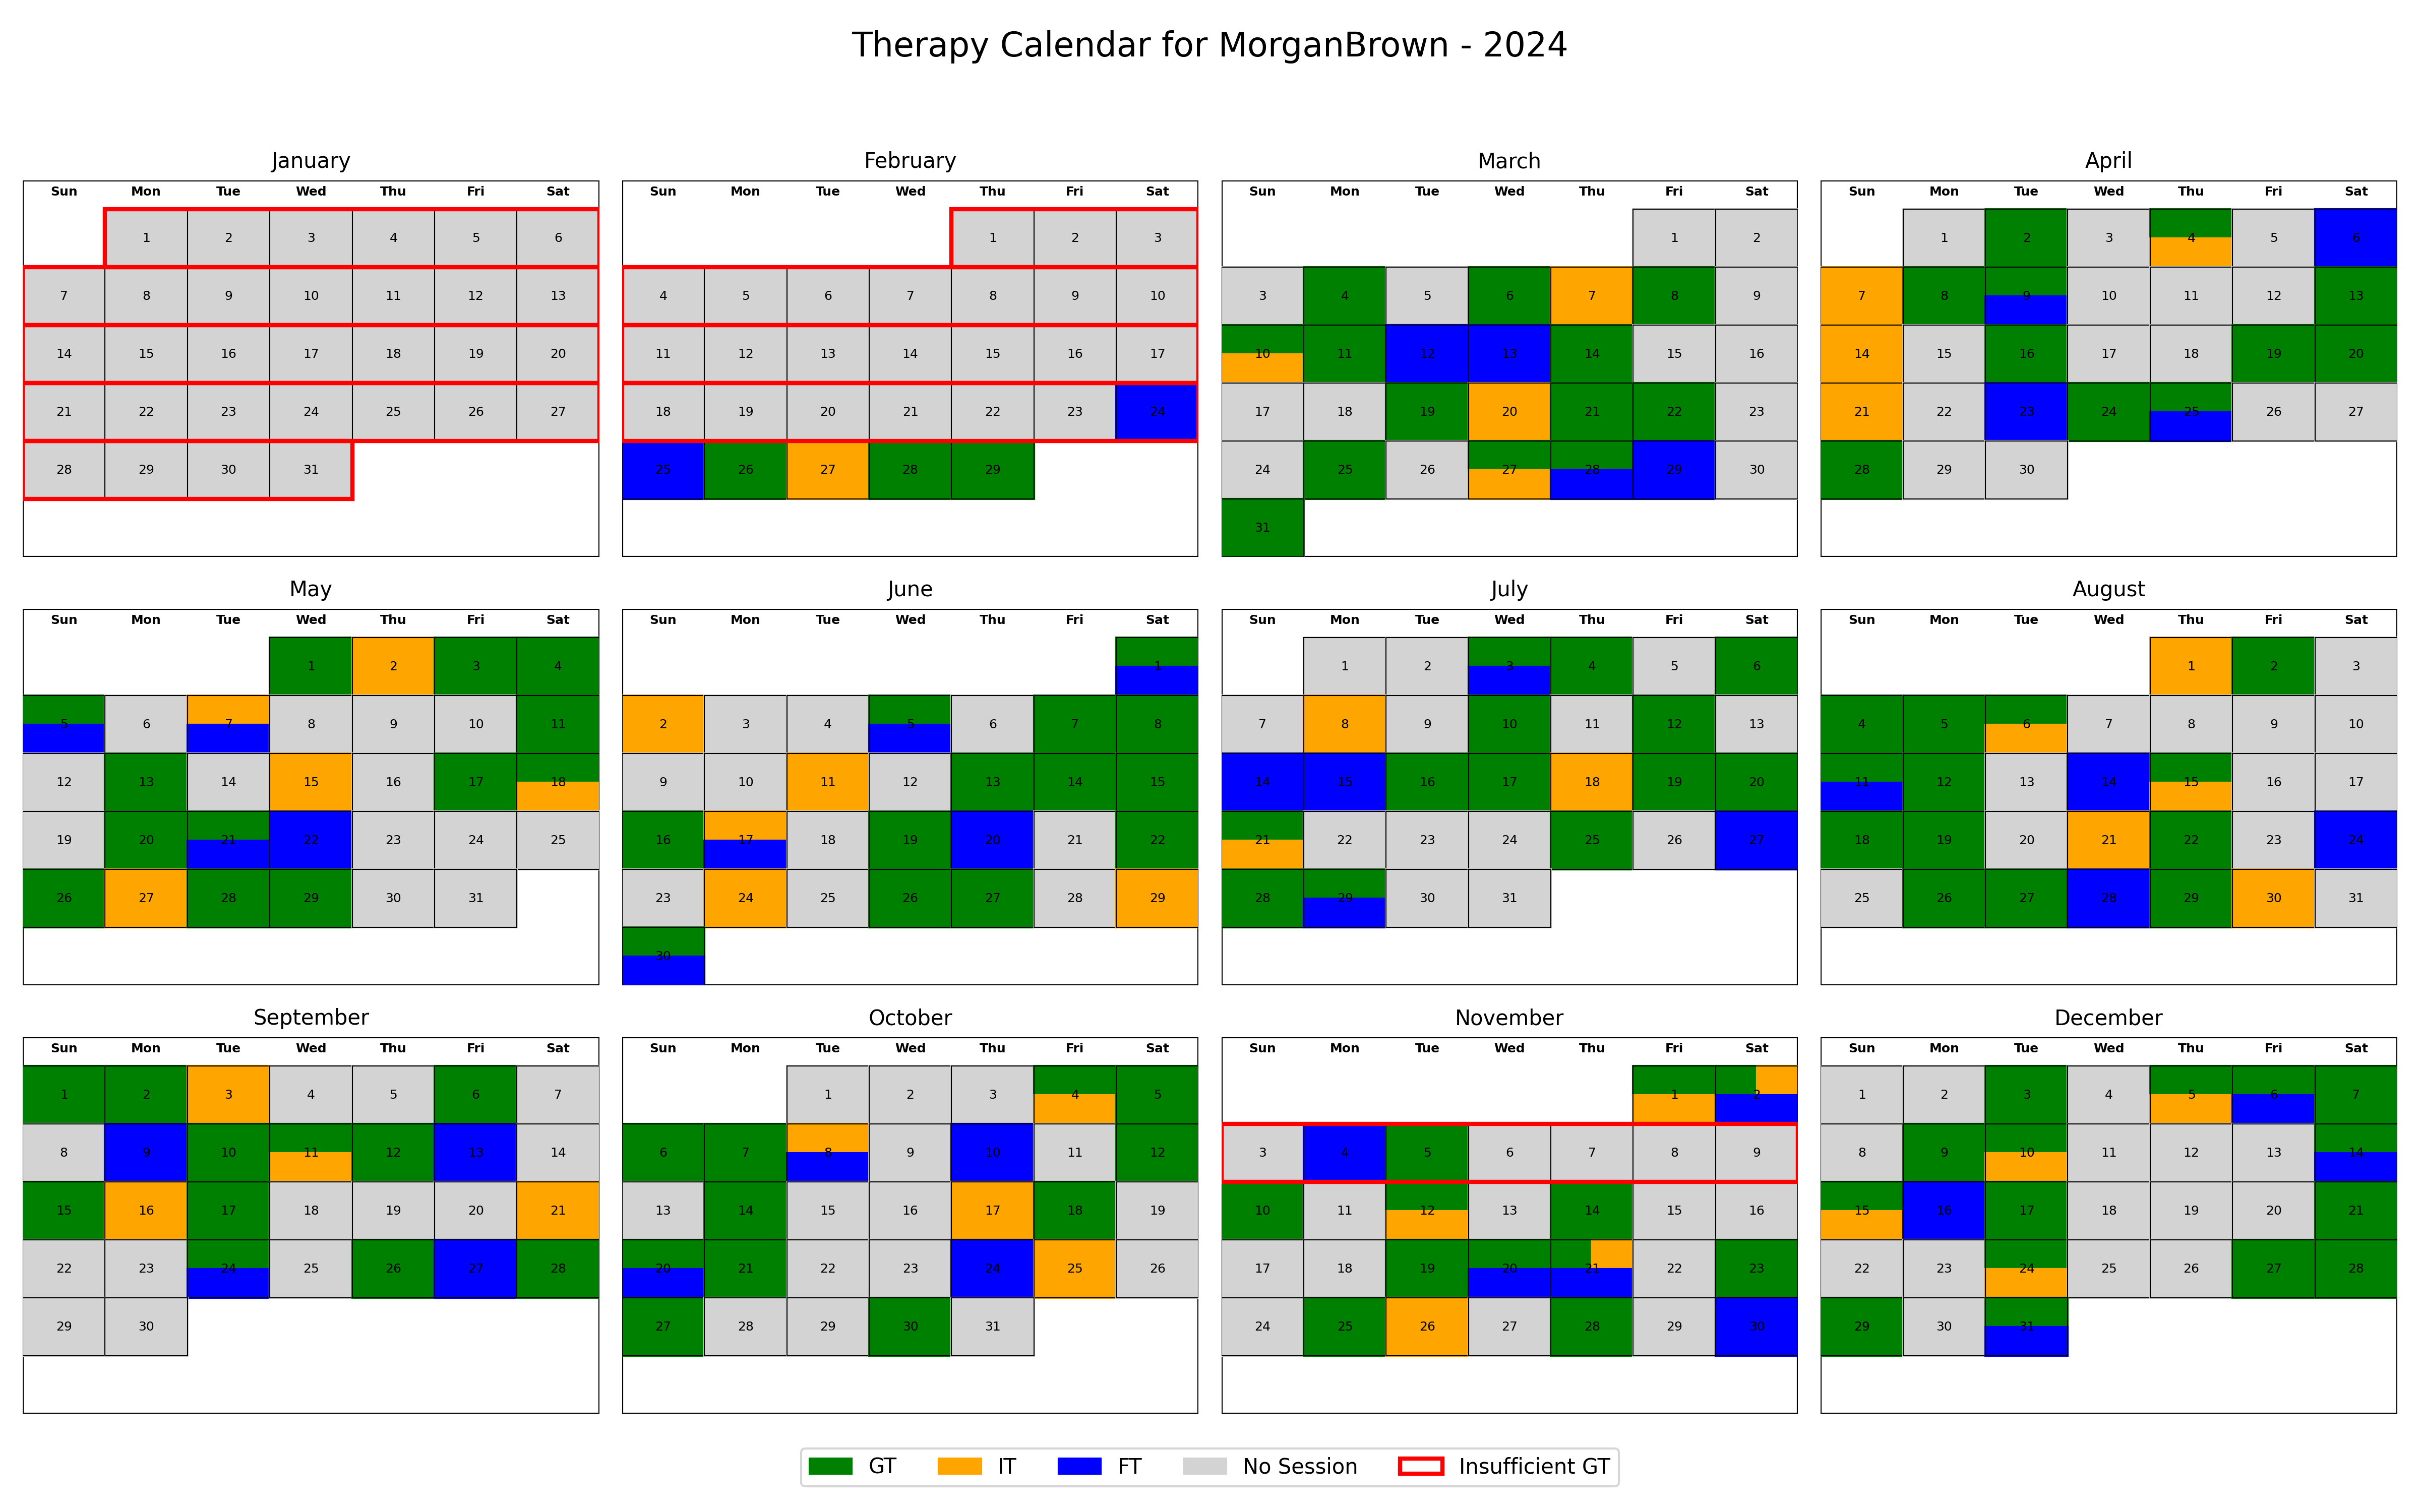 Therapy Calendar for MorganBrown - 2024
January
Sun Mon Tue Wed Thu Fri Sat
1 2 3 4 5 6
7 8 9 10 11 12 13
14 15 16 17 18 19 20
21 22 23 24 25 26 27
28 29 30 31
February
Sun Mon Tue Wed Thu Fri Sat
1 2 3
4 5 6 7 8 9 10
11 12 13 14 15 16 17
18 19 20 21 22 23 24
25 26 27 28 29
March
Sun Mon Tue Wed Thu Fri Sat
1 2
3 4 5 6 7 8 9
10 11 12 13 14 15 16
17 18 19 20 21 22 23
24 25 26 27 28 29 30
31
April
Sun Mon Tue Wed Thu Fri Sat
1 2 3 4 5 6
7 8 9 10 11 12 13
14 15 16 17 18 19 20
21 22 23 24 25 26 27
28 29 30
May
Sun Mon Tue Wed Thu Fri Sat
1 2 3 4
5 6 7 8 9 10 11
12 13 14 15 16 17 18
19 20 21 22 23 24 25
26 27 28 29 30 31
June
Sun Mon Tue Wed Thu Fri Sat
1
2 3 4 5 6 7 8
9 10 11 12 13 14 15
16 17 18 19 20 21 22
23 24 25 26 27 28 29
30
July
Sun Mon Tue Wed Thu Fri Sat
1 2 3 4 5 6
7 8 9 10 11 12 13
14 15 16 17 18 19 20
21 22 23 24 25 26 27
28 29 30 31
August
Sun Mon Tue Wed Thu Fri Sat
1 2 3
4 5 6 7 8 9 10
11 12 13 14 15 16 17
18 19 20 21 22 23 24
25 26 27 28 29 30 31
September
Sun Mon Tue Wed Thu Fri Sat
1 2 3 4 5 6 7
8 9 10 11 12 13 14
15 16 17 18 19 20 21
22 23 24 25 26 27 28
29 30
October
Sun Mon Tue Wed Thu Fri Sat
1 2 3 4 5
6 7 8 9 10 11 12
13 14 15 16 17 18 19
20 21 22 23 24 25 26
27 28 29 30 31
November
Sun Mon Tue Wed Thu Fri Sat
1 2
3 4 5 6 7 8 9
10 11 12 13 14 15 16
17 18 19 20 21 22 23
24 25 26 27 28 29 30
December
Sun Mon Tue Wed Thu Fri Sat
1 2 3 4 5 6 7
8 9 10 11 12 13 14
15 16 17 18 19 20 21
22 23 24 25 26 27 28
29 30 31
GT IT FT No Session Insufficient GT